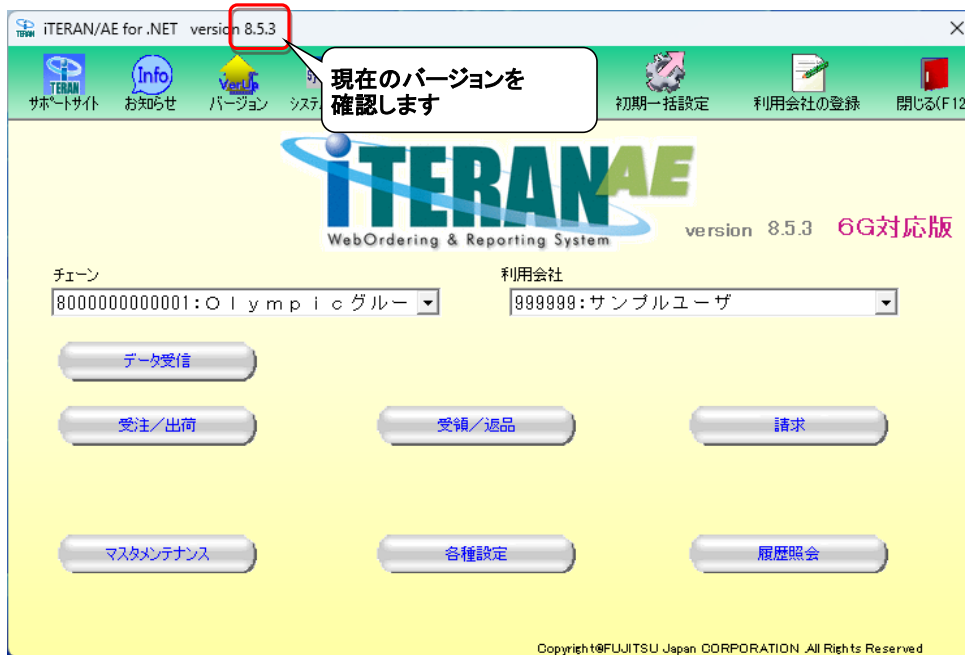 iTERAN/AE for .NET version 8.5.3
現在のバージョンを
確認します
TERAN
サポートサイト
Info
お知らせ
VerUp
バージョン
システ
初期一括設定
利用会社の登録
閉じる(F12
iTERAN AE
WebOrdering & Reporting System
version 8.5.3 6G対応版
チェーン
利用会社
8000000000001:Olympicグルー
999999:サンプルユーザ
データ受信
受注/出荷
受領/返品
請求
マスタメンテナンス
各種設定
履歴照会
Copyright@FUJITSU Japan CORPORATION .All Rights Reserved